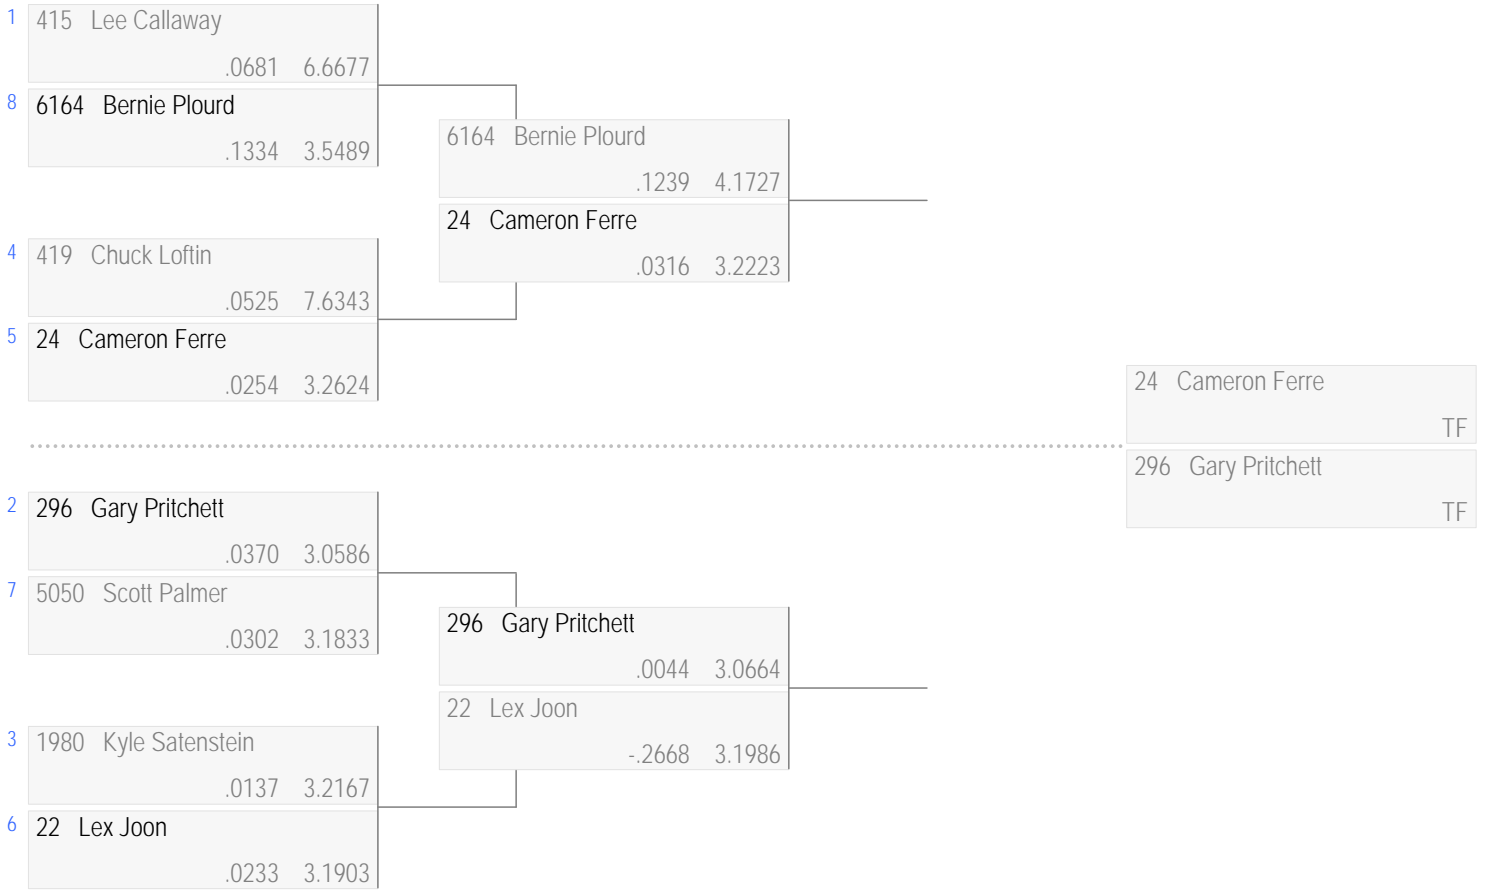 1 415 Lee Callaway
.0681 6.6677
8 6164 Bernie Plourd
.1334 3.5489
6164 Bernie Plourd
.1239 4.1727
24 Cameron Ferre
.0316 3.2223
4 419 Chuck Loftin
.0525 7.6343
5 24 Cameron Ferre
.0254 3.2624
24 Cameron Ferre
TF
296 Gary Pritchett
TF
2 296 Gary Pritchett
.0370 3.0586
7 5050 Scott Palmer
.0302 3.1833
296 Gary Pritchett
.0044 3.0664
22 Lex Joon
-.2668 3.1986
3 1980 Kyle Satenstein
.0137 3.2167
6 22 Lex Joon
.0233 3.1903